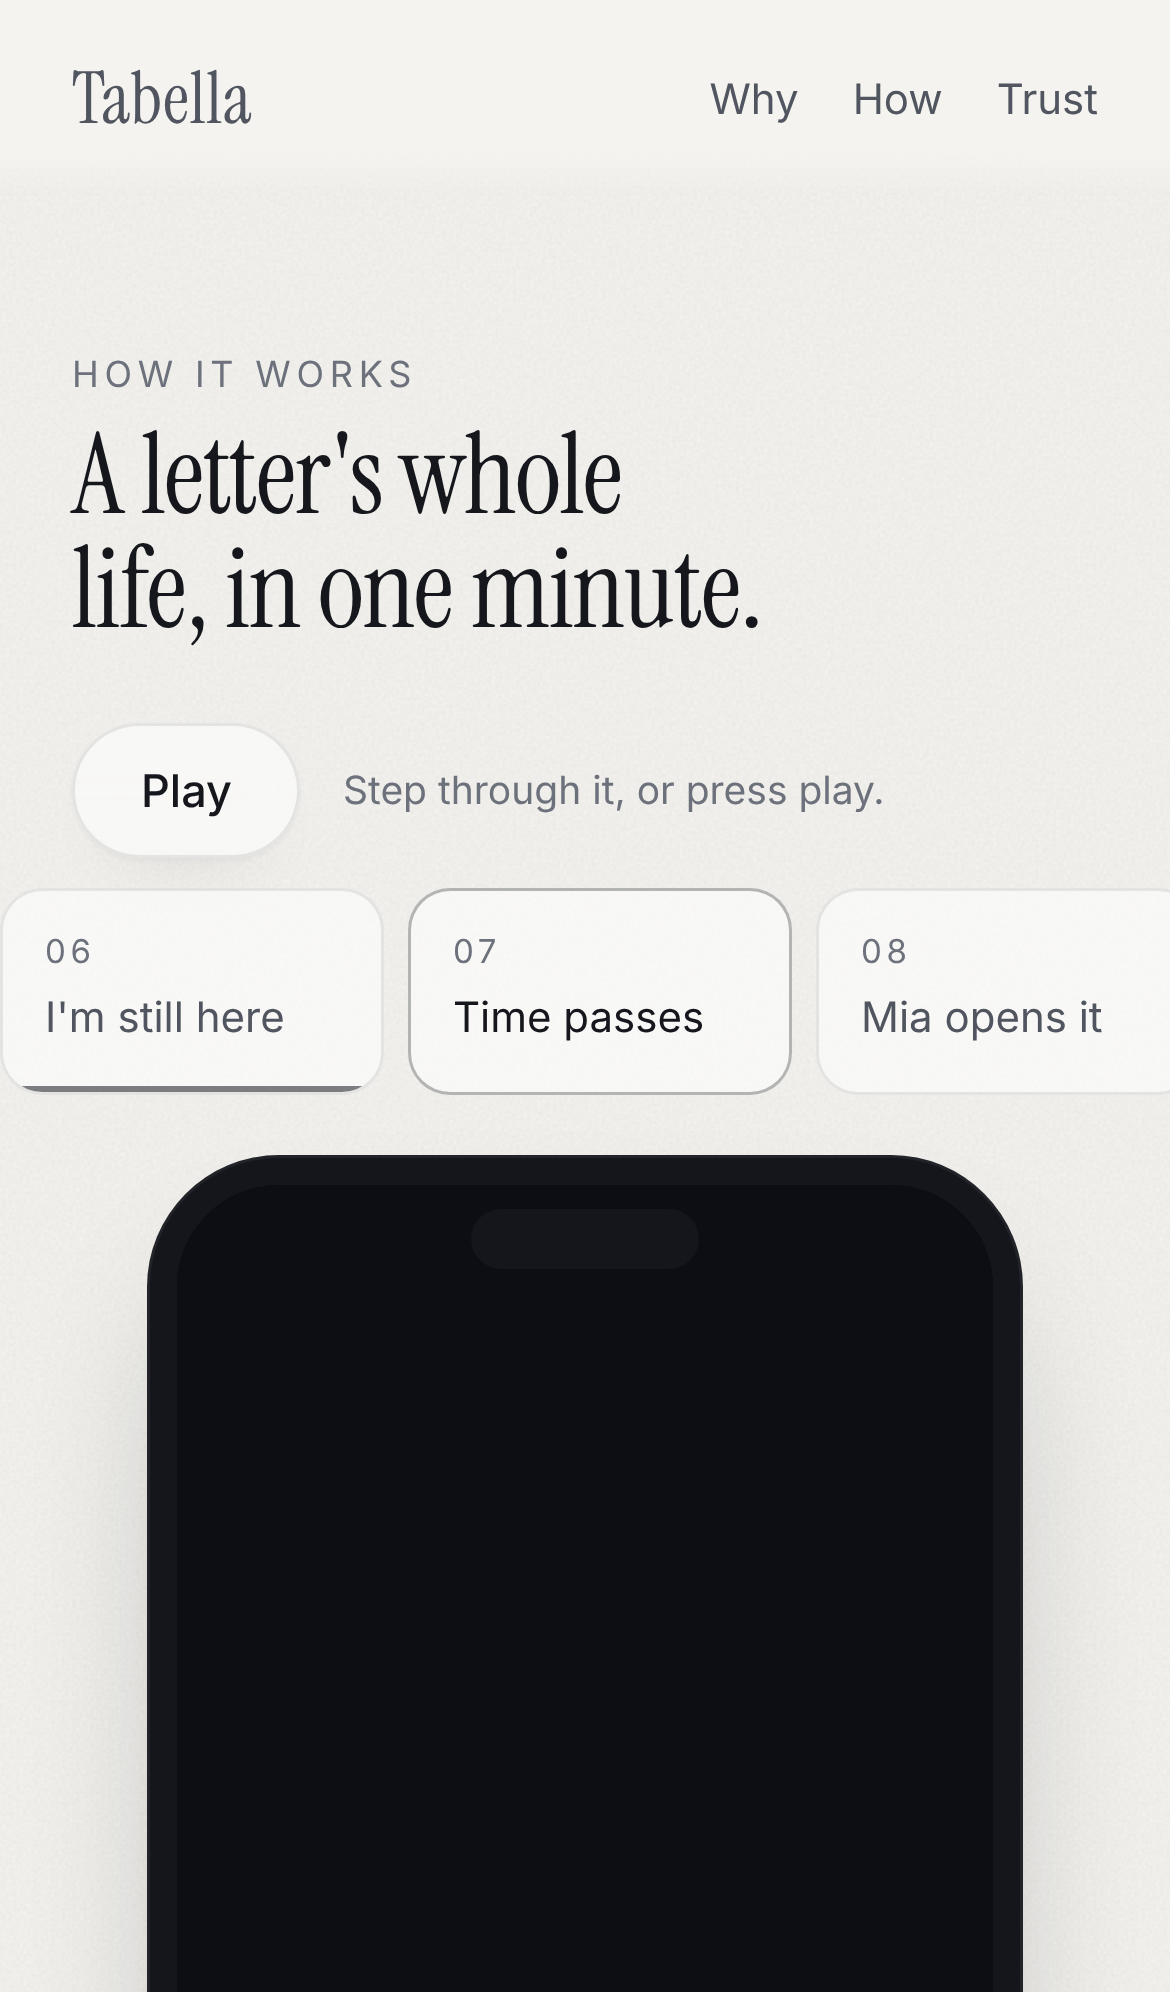 Tabella
Why How Trust
HOW IT WORKS
A letter's whole
life, in one minute.
Play
Step through it, or press play.
06
I'm still here
07
Time passes
08
Mia opens it